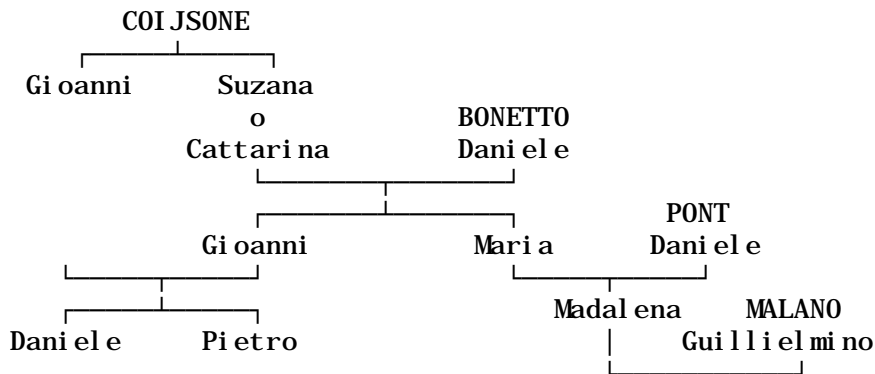 COIJSONE
Gioanni Suzana
o BONETTO
Cattarina Daniele
PONT
Gioanni Maria Daniele
Madalena MALANO
Daniele Pietro Guillielmino